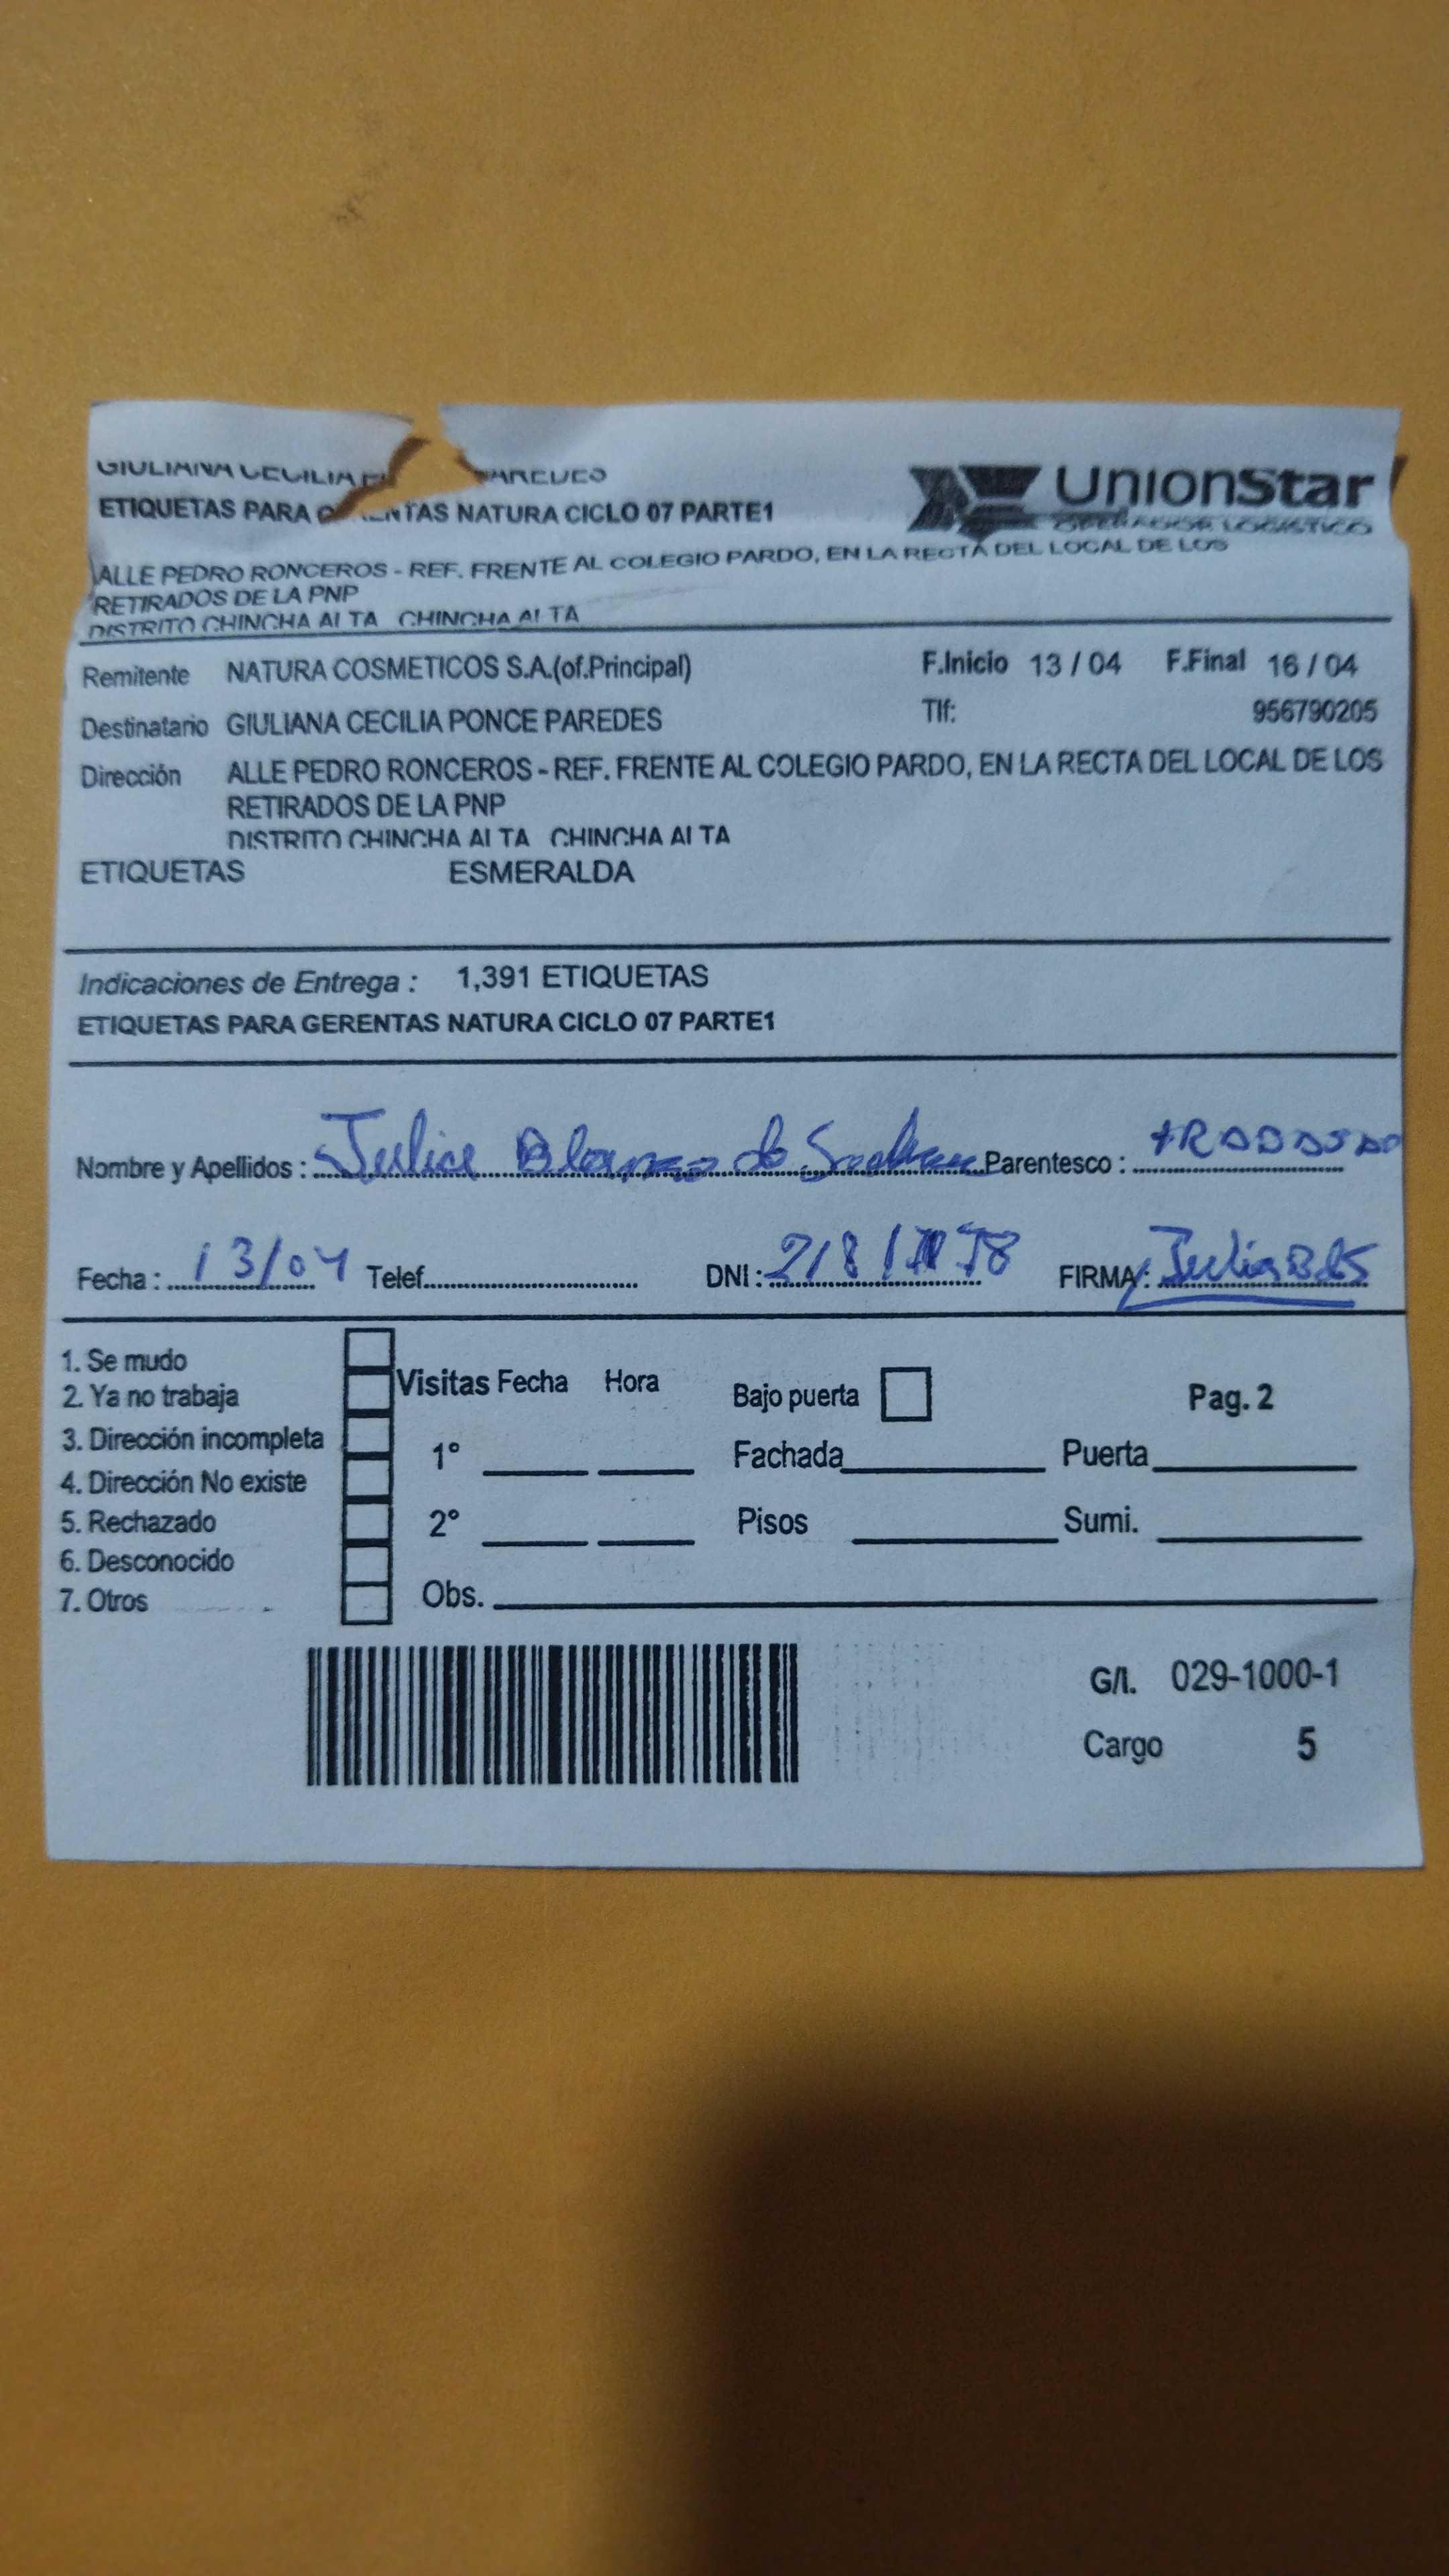 GIULIANA CECILIA PAREDES
UnionStar
ETIQUETAS PARA NATURA CICLO 07 PARTE1
OPERADOR LOGISTICO
ALLE PEDRO RONCEROS - REF. FRENTE AL COLEGIO PARDO, EN LA RECTA DEL LOCAL DE LOS
RETIRADOS DE LA PNP
DISTRITO CHINCHA ALTA CHINCHA ALTA
Remitente NATURA COSMETICOS S.A.(of.Principal) F.Inicio 13 / 04 F.Final 16 / 04
Destinatario GIULIANA CECILIA PONCE PAREDES Tlf: 956790205
Dirección ALLE PEDRO RONCEROS - REF. FRENTE AL COLEGIO PARDO, EN LA RECTA DEL LOCAL DE LOS
RETIRADOS DE LA PNP
DISTRITO CHINCHA ALTA CHINCHA ALTA
ETIQUETAS ESMERALDA
Indicaciones de Entrega : 1,391 ETIQUETAS
ETIQUETAS PARA GERENTAS NATURA CICLO 07 PARTE1
Nombre y Apellidos : Julia Parentesco :
Fecha : 13/04 Telef. DNI : FIRMA :
1. Se mudo
2. Ya no trabaja
3. Dirección incompleta
4. Dirección No existe
5. Rechazado
6. Desconocido
7. Otros
Visitas Fecha Hora
1°
2°
Bajo puerta Pag. 2
Fachada Puerta
Pisos Sumi.
Obs.
G/I. 029-1000-1
Cargo 5